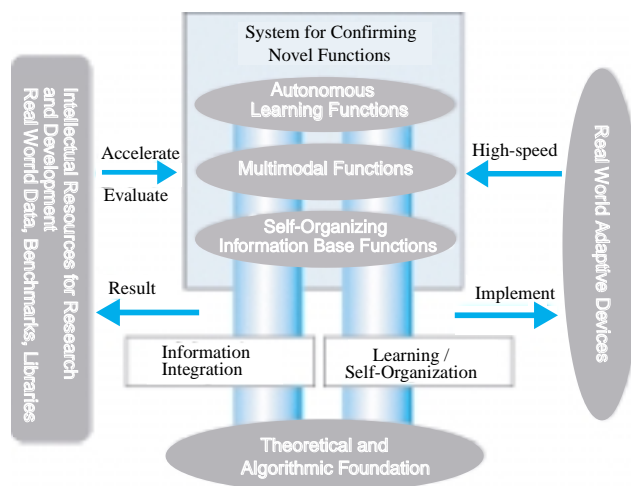 System for Confirming
Novel Functions
Autonomous
Learning Functions
Multimodal Functions
Self-Organizing
Information Base Functions
Intellectual Resources for Research
and Development
Real Worrld Data, Benchmarks, Libraries
Accelerate
Evaluate
High-speed
Result
Implement
Real World Adaptive Devices
Information
Integration
Learning /
Self-Organization
Theoretical and
Algorithmic Foundation